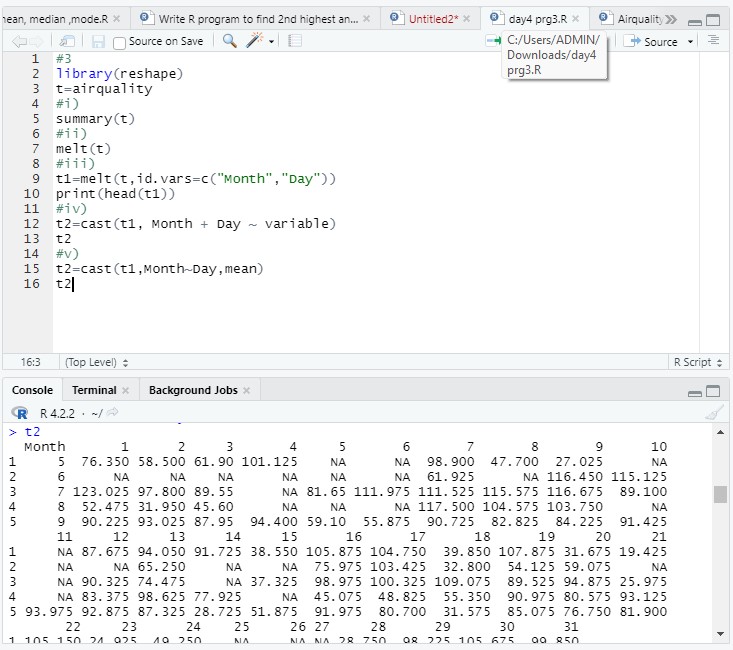 nean, median ,mode.R × Write R program to find 2nd highest an... × Untitled2* × day4 prg3.R × Airquality
Source on Save Source
C:/Users/ADMIN/
Downloads/day4
prg3.R
1 #3
2 library(reshape)
3 t=airquality
4 #i)
5 summary(t)
6 #ii)
7 melt(t)
8 #iii)
9 t1=melt(t,id.vars=c("Month","Day"))
10 print(head(t1))
11 #iv)
12 t2=cast(t1, Month + Day ~ variable)
13 t2
14 #v)
15 t2=cast(t1,Month~Day,mean)
16 t2
16:3 (Top Level) R Script
Console Terminal × Background Jobs ×
R 4.2.2 · ~/
> t2
Month 1 2 3 4 5 6 7 8 9 10
1 5 76.350 58.500 61.90 101.125 NA NA 98.900 47.700 27.025 NA
2 6 NA NA NA NA NA NA 61.925 NA 116.450 115.125
3 7 123.025 97.800 89.55 NA 81.65 111.975 111.525 115.575 116.675 89.100
4 8 52.475 31.950 45.60 NA NA NA 117.500 104.575 103.750 NA
5 9 90.225 93.025 87.95 94.400 59.10 55.875 90.725 82.825 84.225 91.425
11 12 13 14 15 16 17 18 19 20 21
1 NA 87.675 94.050 91.725 38.550 105.875 104.750 39.850 107.875 31.675 19.425
2 NA NA 65.250 NA NA 75.975 103.425 32.800 54.125 59.075 NA
3 NA 90.325 74.475 NA 37.325 98.975 100.325 109.075 89.525 94.875 25.975
4 NA 83.375 98.625 77.925 NA 45.075 48.825 55.350 90.975 80.575 93.125
5 93.975 92.875 87.325 28.725 51.875 91.975 80.700 31.575 85.075 76.750 81.900
22 23 24 25 26 27 28 29 30 31
1 105.150 24.925 49.250 NA NA NA 28.750 98.225 105.675 99.850